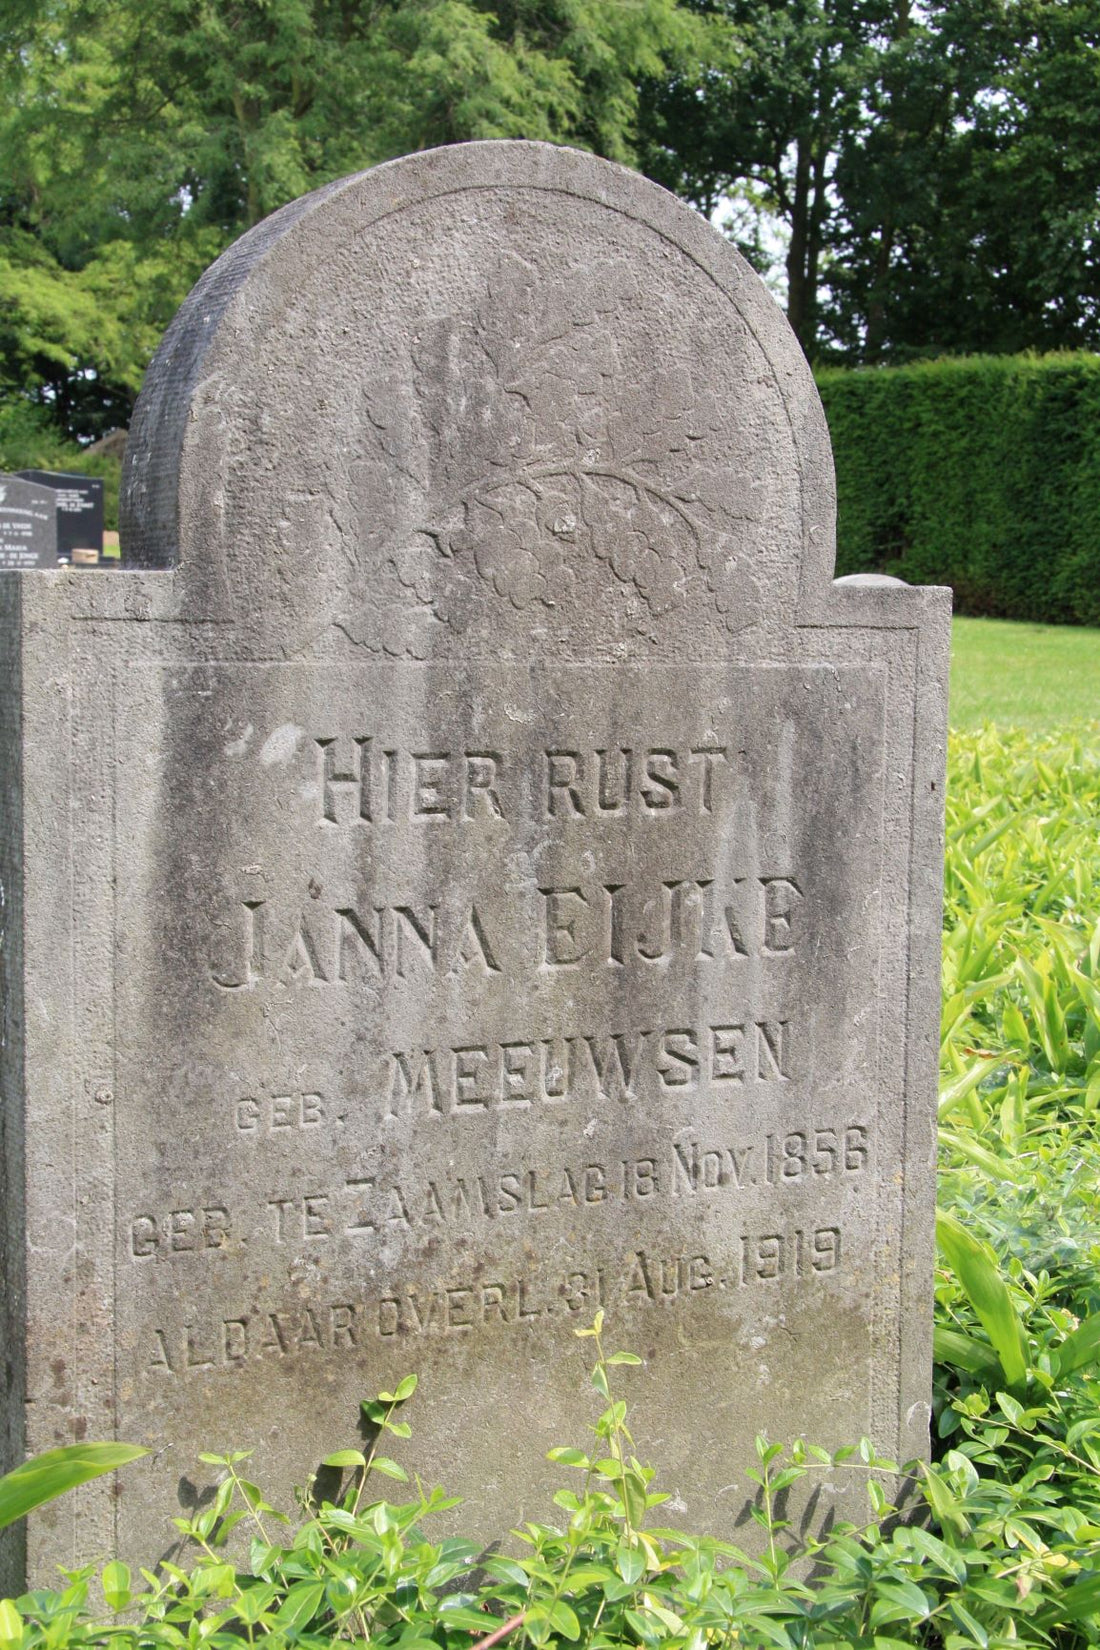 HIER RUST
JANNA EIJKE
GEB. MEEUWSEN
GEB. TE ZAAMSLAG 18 NOV. 1856
ALDAAR OVERL. 31 AUG. 1919